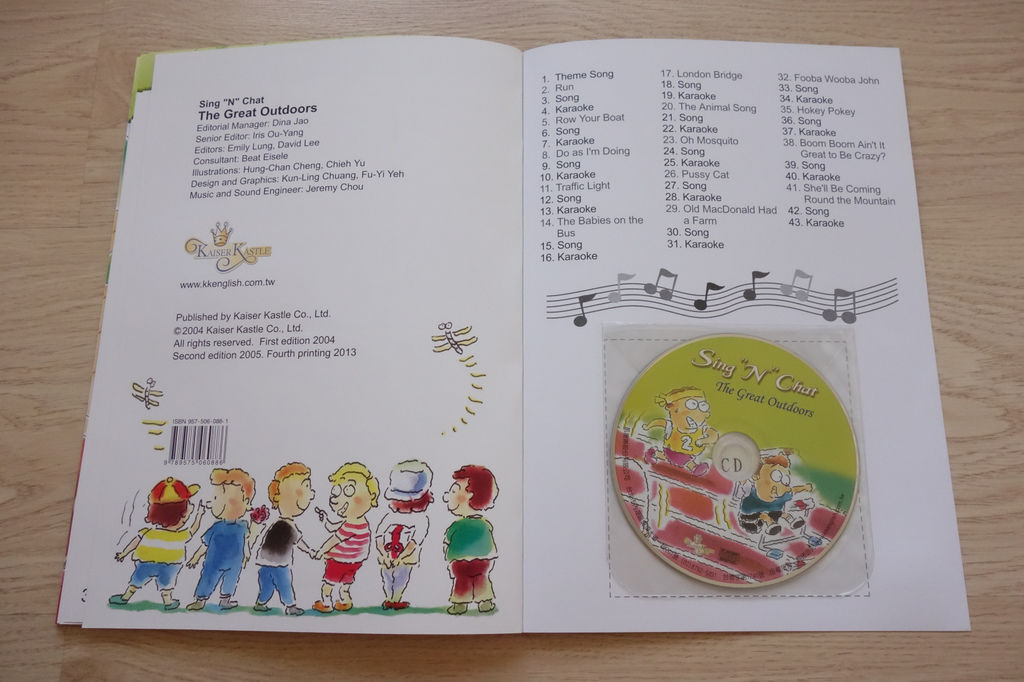 Sing "N" Chat
The Great Outdoors
Editorial Manager: Dina Jao
Senior Editor: Iris Ou-Yang
Editors: Emily Lung, David Lee
Consultant: Beat Eisele
Illustrations: Hung-Chan Cheng, Chieh Yu
Design and Graphics: Kun-Ling Chuang, Fu-Yi Yeh
Music and Sound Engineer: Jeremy Chou
KAISER KASTLE
www.kkenglish.com.tw
Published by Kaiser Kastle Co., Ltd.
©2004 Kaiser Kastle Co., Ltd.
All rights reserved. First edition 2004
Second edition 2005. Fourth printing 2013
ISBN 957-506-088-1
9789575060886
1. Theme Song
2. Run
3. Song
4. Karaoke
5. Row Your Boat
6. Song
7. Karaoke
8. Do as I'm Doing
9. Song
10. Karaoke
11. Traffic Light
12. Song
13. Karaoke
14. The Babies on the
Bus
15. Song
16. Karaoke
17. London Bridge
18. Song
19. Karaoke
20. The Animal Song
21. Song
22. Karaoke
23. Oh Mosquito
24. Song
25. Karaoke
26. Pussy Cat
27. Song
28. Karaoke
29. Old MacDonald Had
a Farm
30. Song
31. Karaoke
32. Fooba Wooba John
33. Song
34. Karaoke
35. Hokey Pokey
36. Song
37. Karaoke
38. Boom Boom Ain't It
Great to Be Crazy?
39. Song
40. Karaoke
41. She'll Be Coming
Round the Mountain
42. Song
43. Karaoke
Sing "N" Chat
The Great Outdoors
2
CD